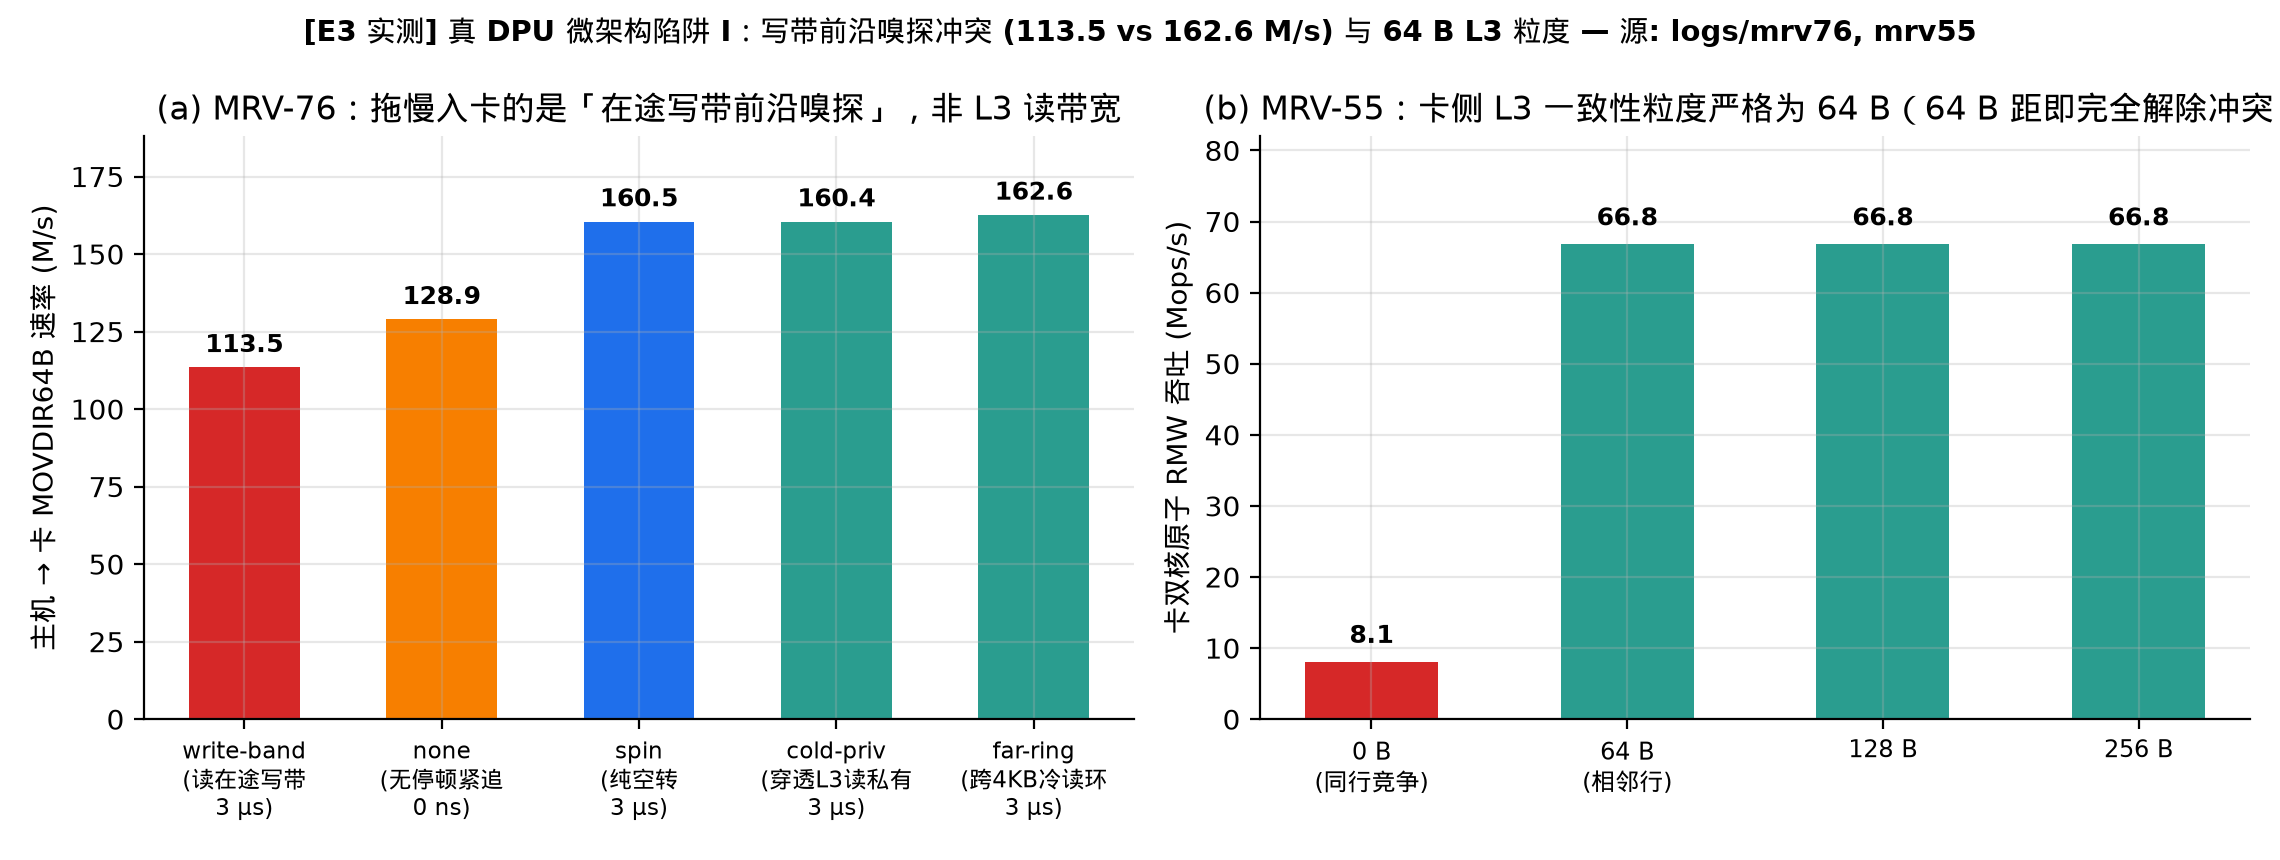 [E3 实测] 真 DPU 微架构陷阱 I：写带前沿嗅探冲突 (113.5 vs 162.6 M/s) 与 64 B L3 粒度 — 源: logs/mrv76, mrv55
(a) MRV-76：拖慢入卡的是「在途写带前沿嗅探」, 非 L3 读带宽
主机 → 卡 MOVDIR64B 速率 (M/s)
175
150
125
100
75
50
25
0
113.5
128.9
160.5
160.4
162.6
write-band
(读在途写带
3 µs)
none
(无停顿紧追
0 ns)
spin
(纯空转
3 µs)
cold-priv
(穿透L3读私有
3 µs)
far-ring
(跨4KB冷读环
3 µs)
(b) MRV-55：卡侧 L3 一致性粒度严格为 64 B（64 B 距即完全解除冲突
卡双核原子 RMW 吞吐 (Mops/s)
80
70
60
50
40
30
20
10
0
8.1
66.8
66.8
66.8
0 B
(同行竞争)
64 B
(相邻行)
128 B
256 B